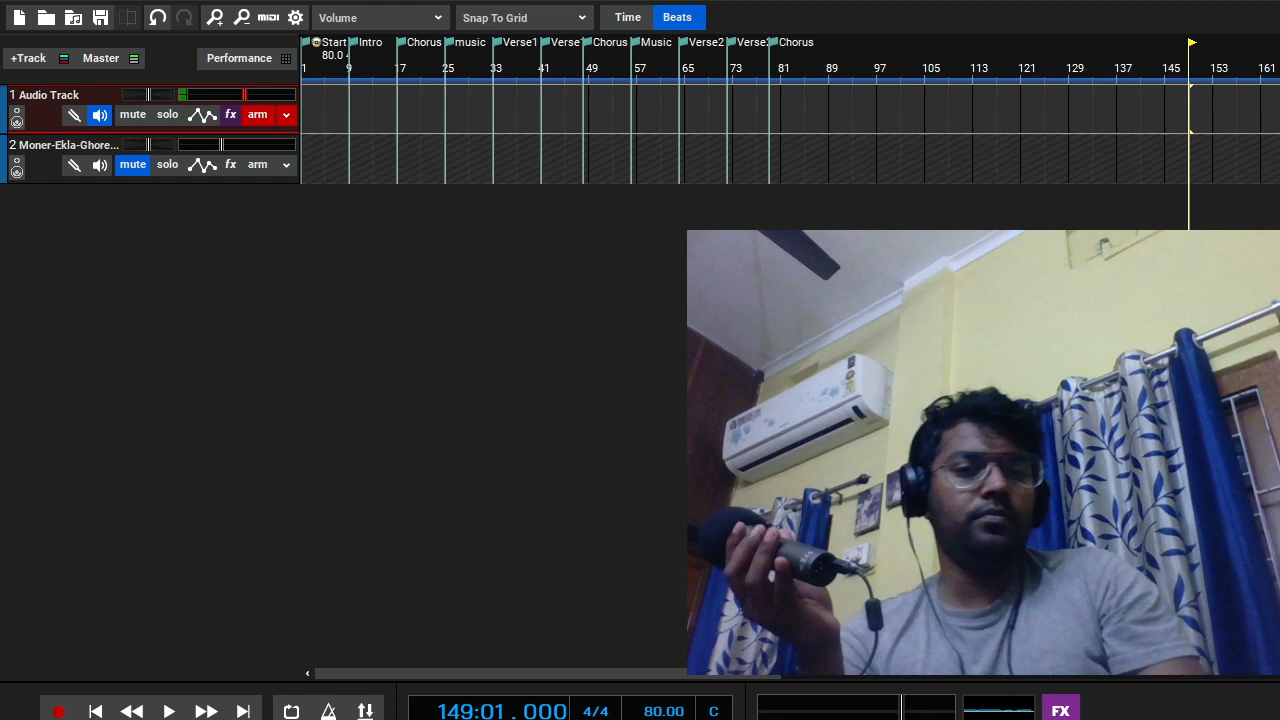 MIDI Volume Snap To Grid Time Beats
+Track Master Performance
Start Intro Chorus music Verse1 Verse Chorus Music Verse2 Verse Chorus
80.0
1 9 17 25 33 41 49 57 65 73 81 89 97 105 113 121 129 137 145 153 161
1 Audio Track
mute solo fx arm
2 Moner-Ekla-Ghore...
mute solo fx arm
149:01.000 4/4 80.00 C FX